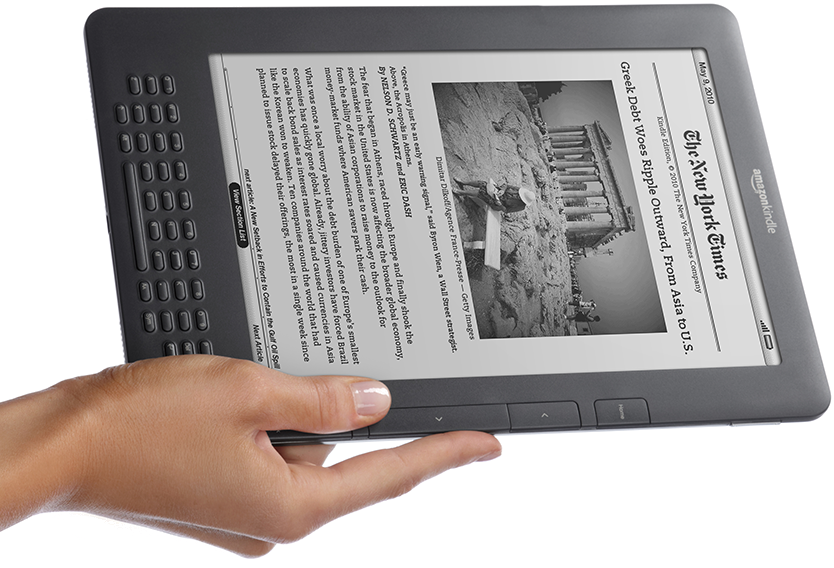 amazonkindle
May 9, 2010
The New York Times
Kindle Edition, © 2010 The New York Times Company
Greek Debt Woes Ripple Outward, From Asia to U.S.
Dimitar Dilkoff/Agence France-Presse — Getty Images
"Greece may just be an early warning signal," said Byron Wien, a Wall Street strategist.
Above, the Acropolis in Athens.
By NELSON D. SCHWARTZ and ERIC DASH
The fear that began in Athens, raced through Europe and finally shook the
stock market in the United States is now affecting the broader global economy,
from the ability of Asian corporations to raise money to the outlook for
money-market funds where American savers park their cash.
What was once a local worry about the debt burden of one of Europe's smallest
economies has quickly gone global. Already, jittery investors have forced Brazil
to scale back bond sales as interest rates soared and caused currencies in Asia
like the Korean won to weaken. Ten companies around the world that had
planned to issue stock delayed their offerings, the most in a single week since
next article: A New Setback in Efforts to Contain the Gulf Oil Spill
View Section List
Next Article
HOME